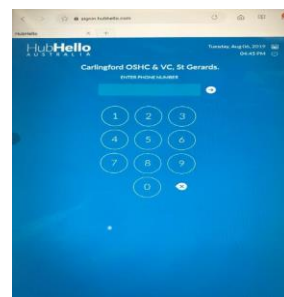 signin.hubhello.com
HubHello
HubHello
AUSTRALIA
Tuesday, Aug 06, 2019
04:45 PM
Carlingford OSHC & VC, St Gerards.
ENTER PHONE NUMBER
1 2 3
4 5 6
7 8 9
0